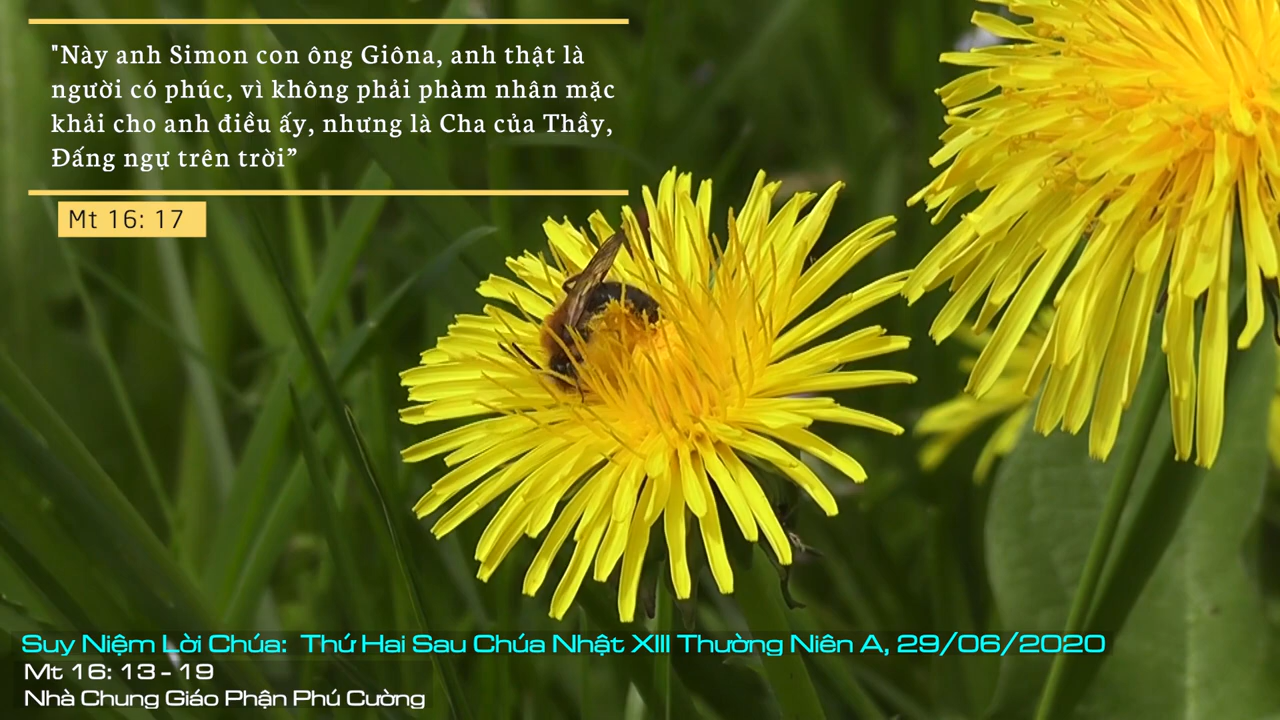 "Này anh Simon con ông Giôna, anh thật là
người có phúc, vì không phải phàm nhân mặc
khải cho anh điều ấy, nhưng là Cha của Thầy,
Đấng ngự trên trời”
Mt 16: 17
Suy Niệm Lời Chúa: Thứ Hai Sau Chúa Nhật XIII Thường Niên A, 29/06/2020
Mt 16: 13 - 19
Nhà Chung Giáo Phận Phú Cường